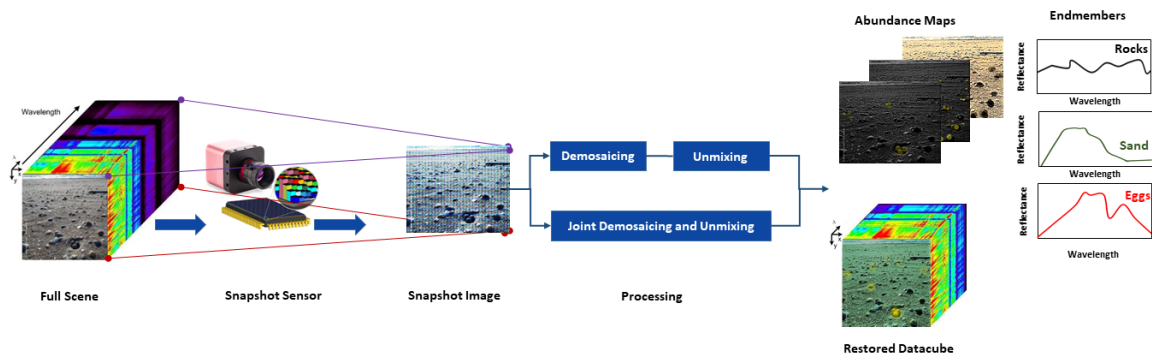 Abundance Maps
Endmembers
Wavelength
λ
x
y
Full Scene
Snapshot Sensor
Snapshot Image
Demosaicing
Unmixing
Joint Demosaicing and Unmixing
Processing
λ
x
y
Restored Datacube
Reflectance
Rocks
Wavelength
Reflectance
Sand
Wavelength
Reflectance
Eggs
Wavelength